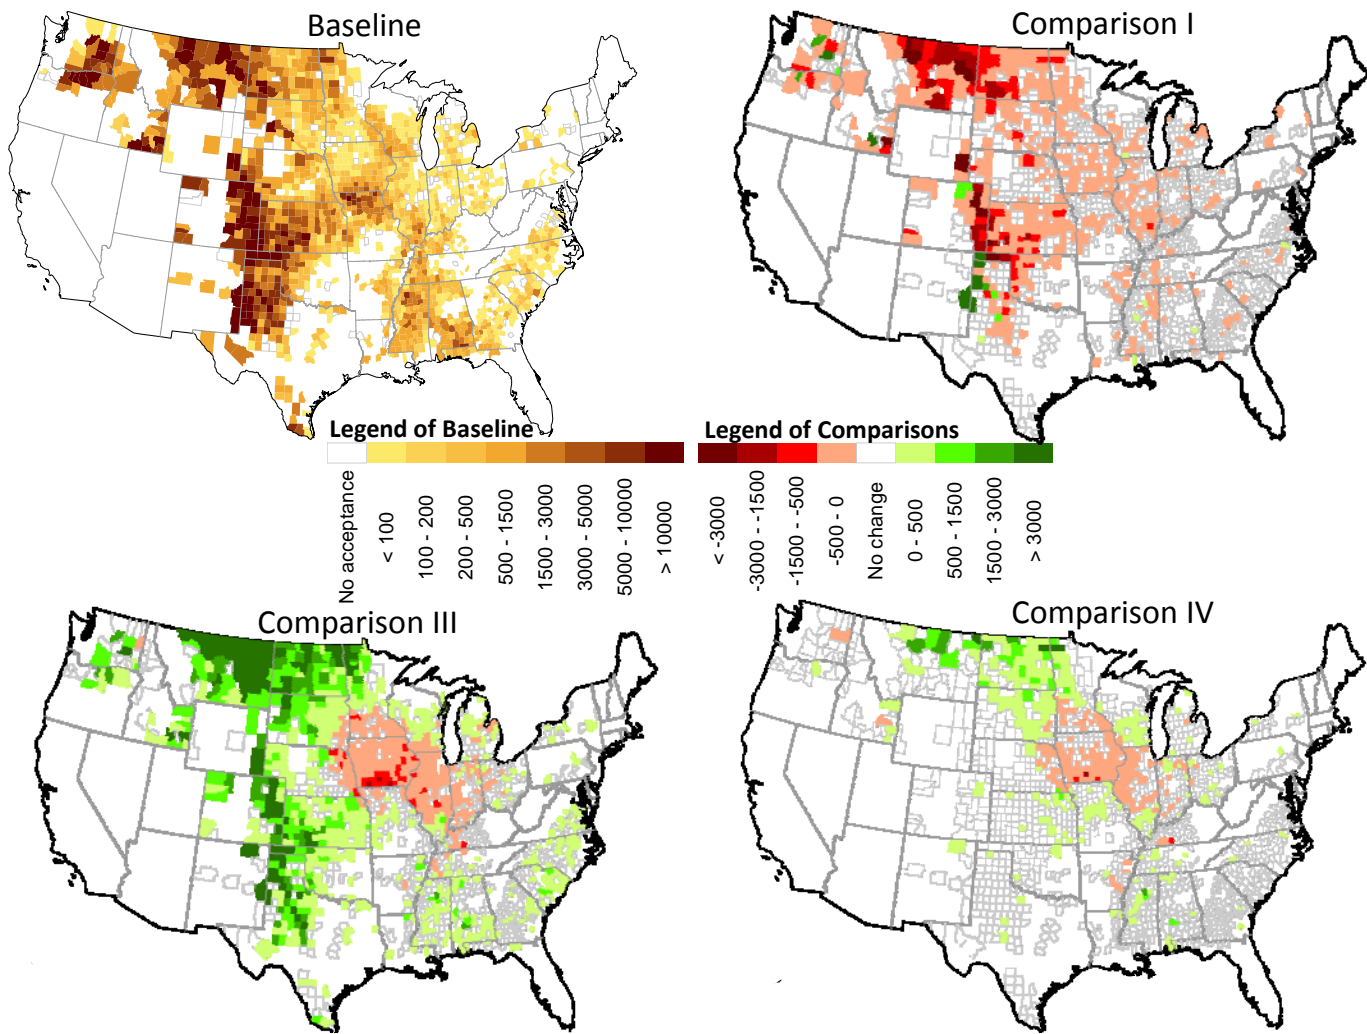 Baseline
Comparison I
Legend of Baseline
Legend of Comparisons
No acceptance
< 100
100 - 200
200 - 500
500 - 1500
1500 - 3000
3000 - 5000
5000 - 10000
> 10000
< -3000
-3000 - -1500
-1500 - -500
-500 - 0
No change
0 - 500
500 - 1500
1500 - 3000
> 3000
Comparison III
Comparison IV